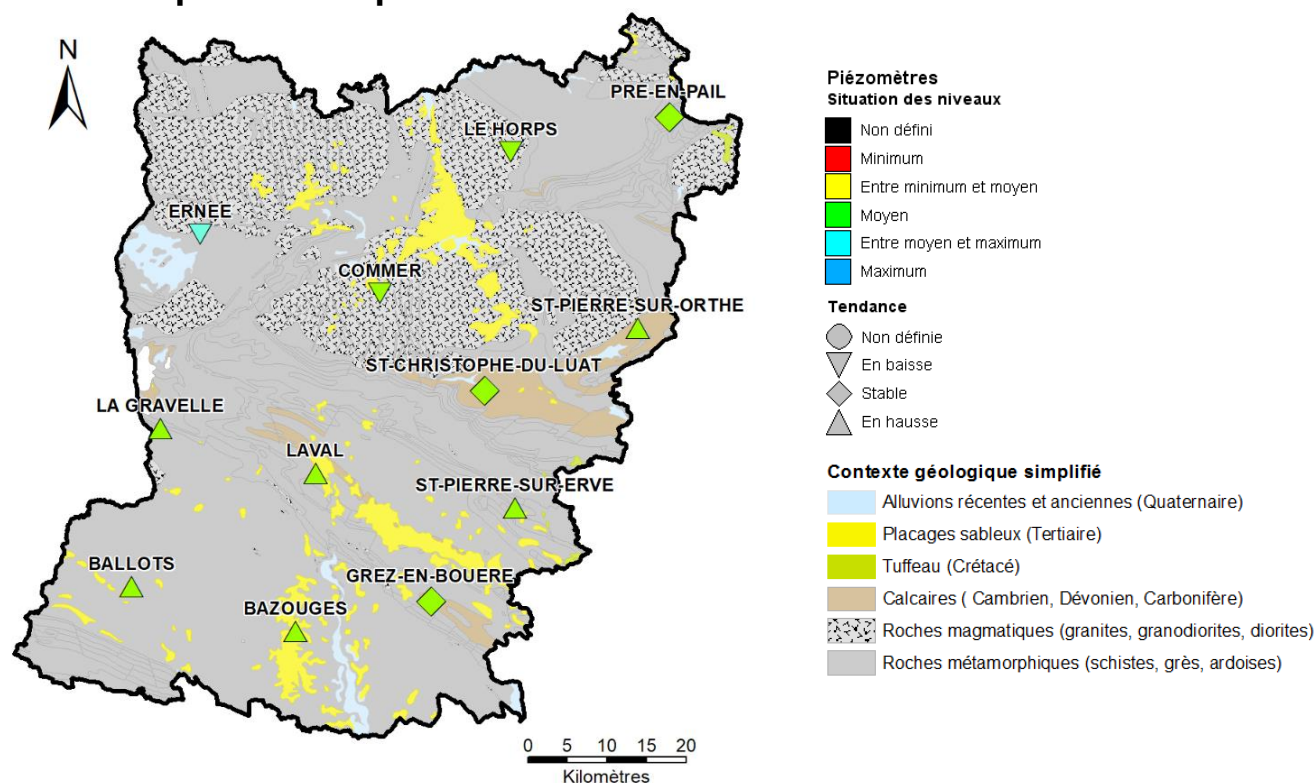 N
PRE-EN-PAIL
LE HORPS
ERNEE
COMMER
ST-PIERRE-SUR-ORTHE
ST-CHRISTOPHE-DU-LUAT
LA GRAVELLE
LAVAL
ST-PIERRE-SUR-ERVE
BALLOTS
GREZ-EN-BOUERE
BAZOUGES
0 5 10 15 20
Kilomètres
Piézomètres
Situation des niveaux
Non défini
Minimum
Entre minimum et moyen
Moyen
Entre moyen et maximum
Maximum
Tendance
Non définie
En baisse
Stable
En hausse
Contexte géologique simplifié
Alluvions récentes et anciennes (Quaternaire)
Placages sableux (Tertiaire)
Tuffeau (Crétacé)
Calcaires ( Cambrien, Dévonien, Carbonifère)
Roches magmatiques (granites, granodiorites, diorites)
Roches métamorphiques (schistes, grès, ardoises)